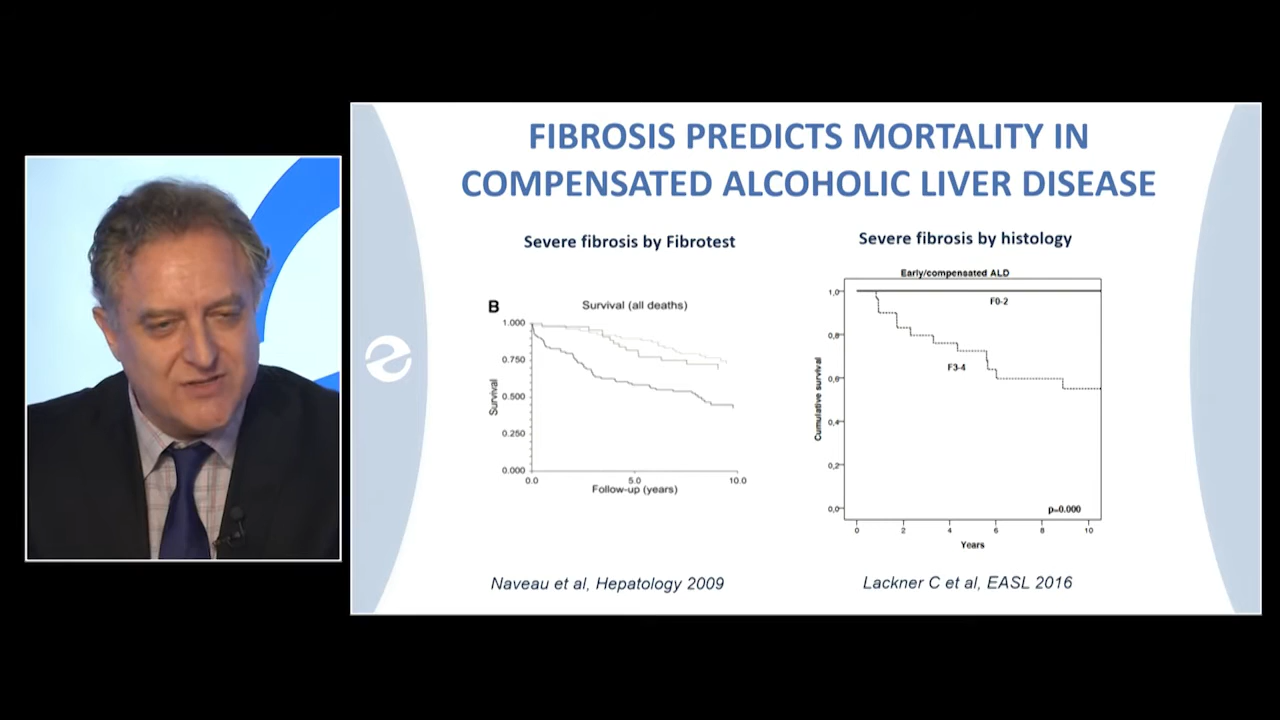 FIBROSIS PREDICTS MORTALITY IN
COMPENSATED ALCOHOLIC LIVER DISEASE
Severe fibrosis by Fibrotest
B
Survival (all deaths)
1.000
0.750
0.500
0.250
0.000
Survival
0.0
5.0
10.0
Follow-up (years)
Naveau et al, Hepatology 2009
Severe fibrosis by histology
Early/compensated ALD
1,0
0,8
0,6
0,4
0,2
0,0
Cumulative survival
F0-2
F3-4
p=0.000
0
2
4
6
8
10
Years
Lackner C et al, EASL 2016